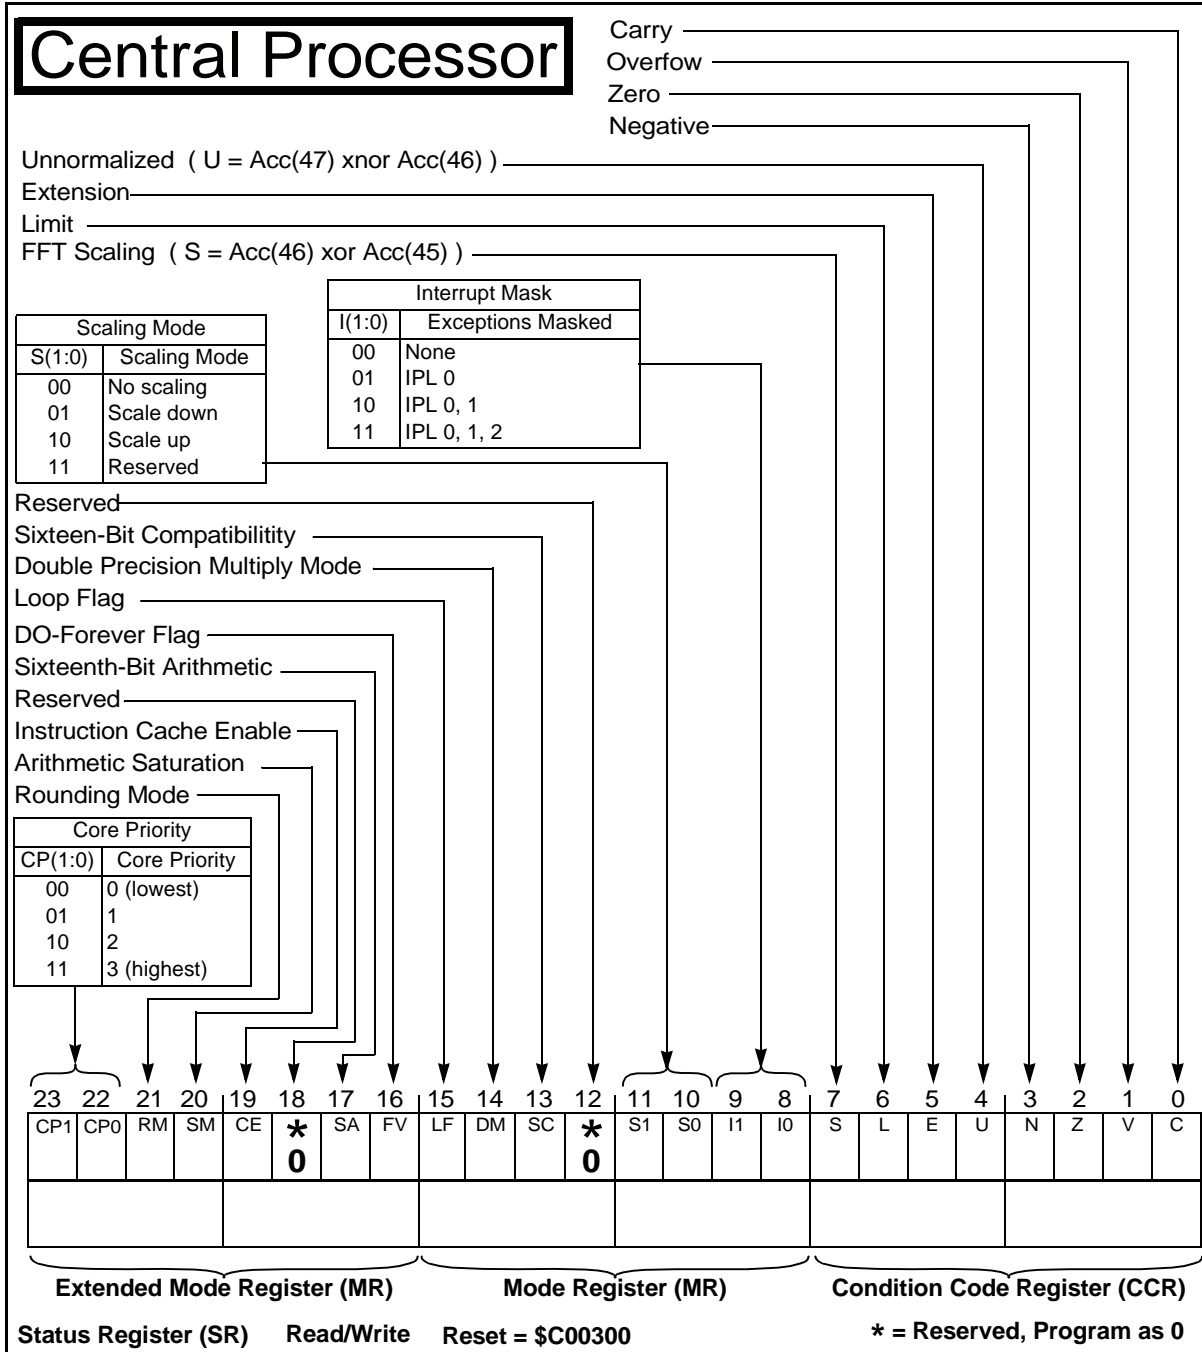 Central Processor
Carry
Overfow
Zero
Negative
Unnormalized ( U = Acc(47) xnor Acc(46) )
Extension
Limit
FFT Scaling ( S = Acc(46) xor Acc(45) )
Interrupt Mask
I(1:0) Exceptions Masked
00 None
01 IPL 0
10 IPL 0, 1
11 IPL 0, 1, 2
Scaling Mode
S(1:0) Scaling Mode
00 No scaling
01 Scale down
10 Scale up
11 Reserved
Reserved
Sixteen-Bit Compatibilitity
Double Precision Multiply Mode
Loop Flag
DO-Forever Flag
Sixteenth-Bit Arithmetic
Reserved
Instruction Cache Enable
Arithmetic Saturation
Rounding Mode
Core Priority
CP(1:0) Core Priority
00 0 (lowest)
01 1
10 2
11 3 (highest)
23 22 21 20 19 18 17 16 15 14 13 12 11 10 9 8 7 6 5 4 3 2 1 0
CP1 CP0 RM SM CE * SA FV LF DM SC * S1 S0 I1 I0 S L E U N Z V C
0 0
Extended Mode Register (MR) Mode Register (MR) Condition Code Register (CCR)
Status Register (SR) Read/Write Reset = $C00300 * = Reserved, Program as 0